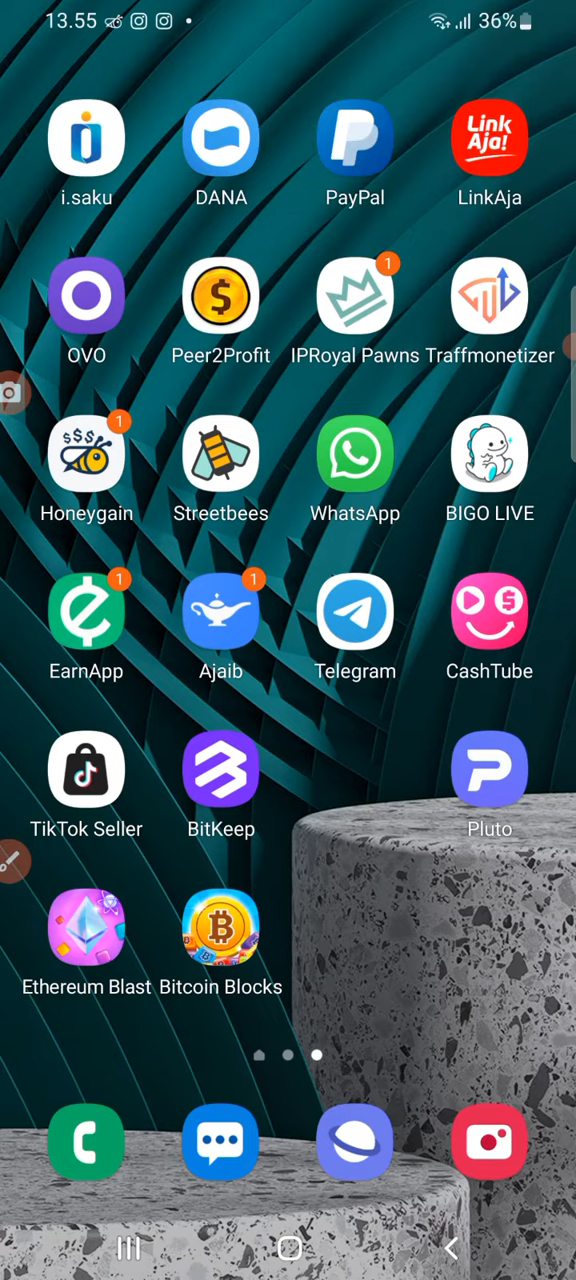 13.55
36%
Link
Aja!
i.saku DANA PayPal LinkAja
$
OVO Peer2Profit IPRoyal Pawns Traffmonetizer
1
$$$
1
Honeygain Streetbees WhatsApp BIGO LIVE
1
1
$
EarnApp Ajaib Telegram CashTube
TikTok Seller BitKeep Pluto
Ethereum Blast Bitcoin Blocks